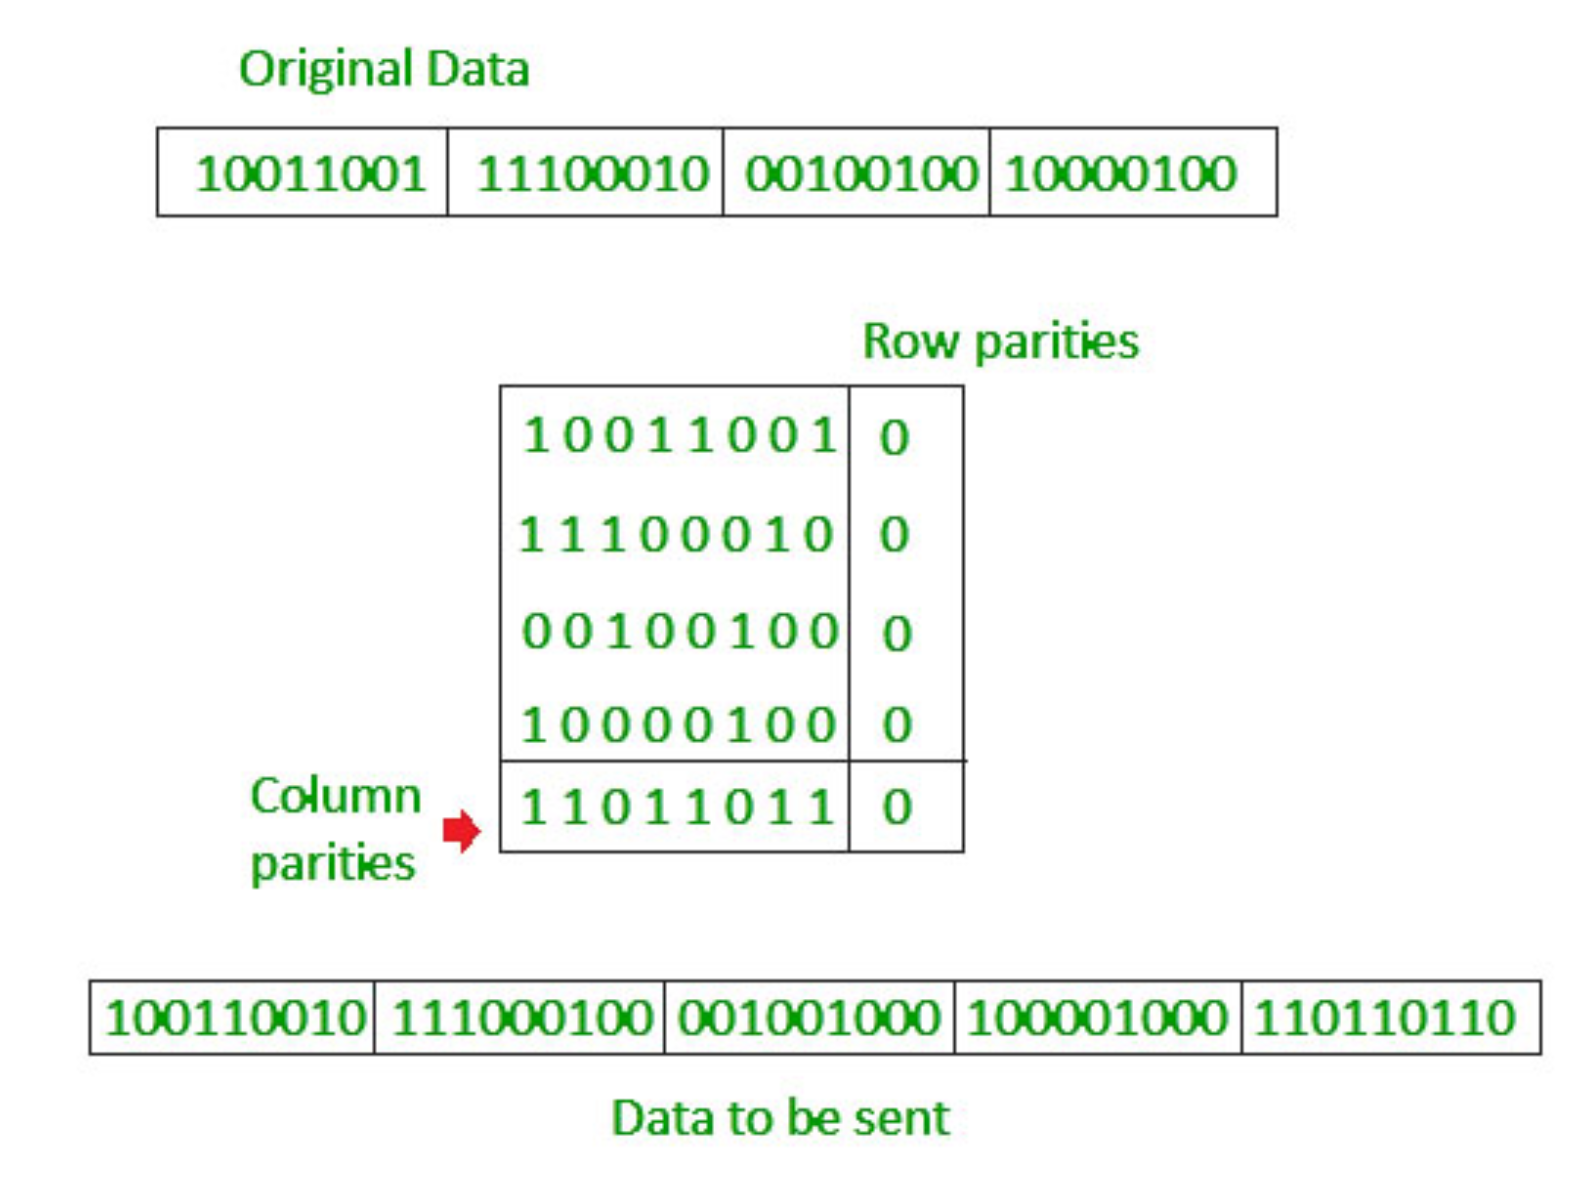 Original Data
10011001 11100010 00100100 10000100
Row parities
1 0 0 1 1 0 0 1 0
1 1 1 0 0 0 1 0 0
0 0 1 0 0 1 0 0 0
1 0 0 0 0 1 0 0 0
Column
parities
1 1 0 1 1 0 1 1 0
100110010 111000100 001001000 100001000 110110110
Data to be sent